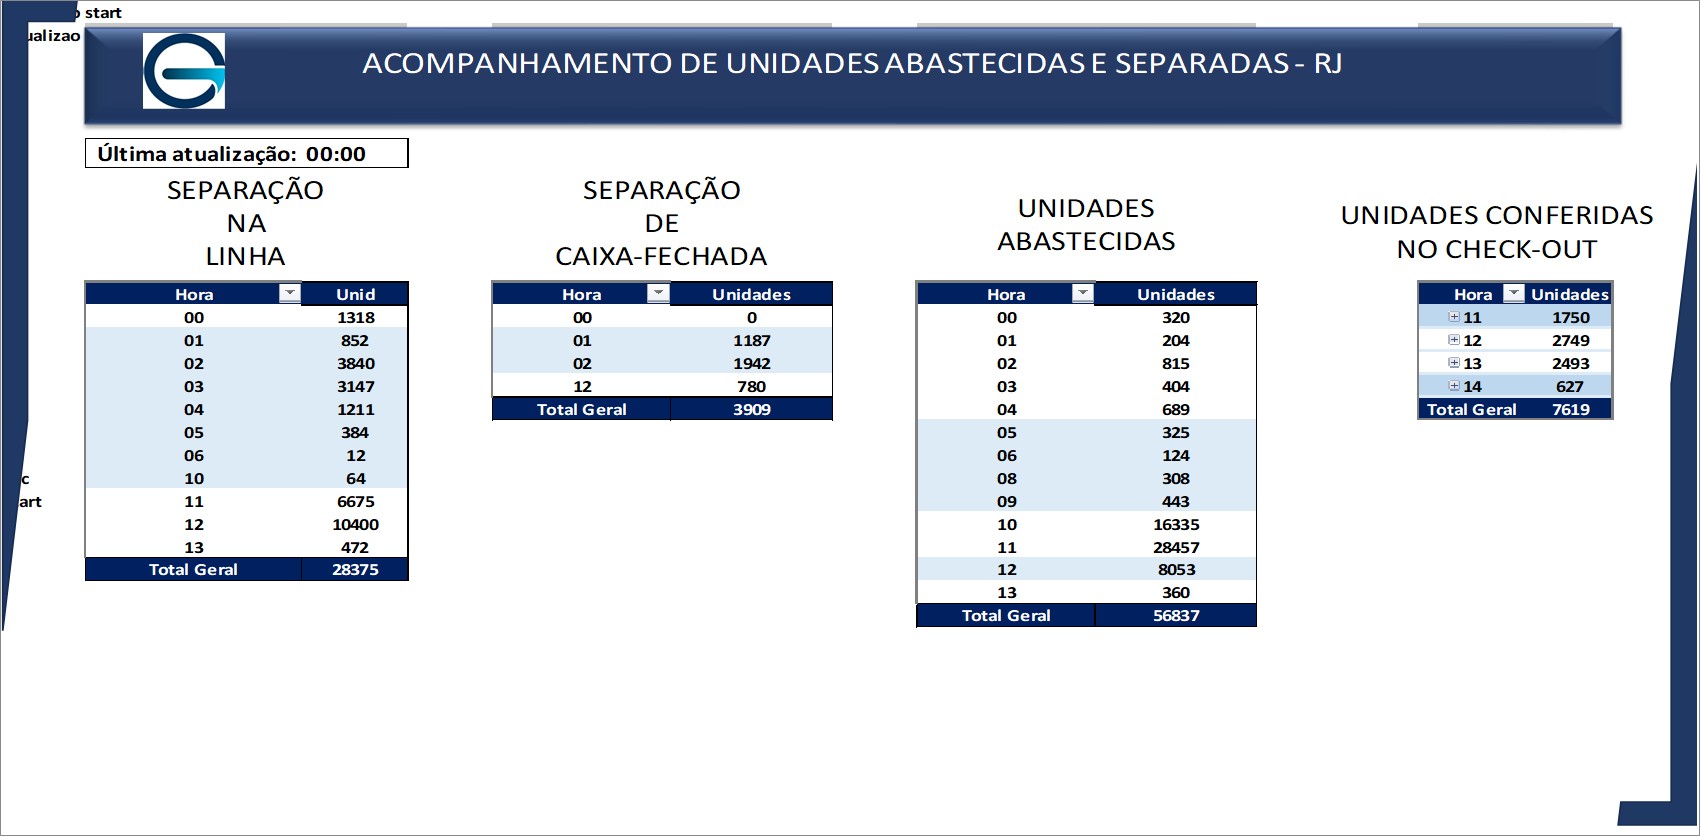 start
ualizao
ACOMPANHAMENTO DE UNIDADES ABASTECIDAS E SEPARADAS - RJ
Última atualização: 00:00
SEPARAÇÃO
NA
LINHA
Hora Unid
00 1318
01 852
02 3840
03 3147
04 1211
05 384
06 12
10 64
11 6675
12 10400
13 472
Total Geral 28375
SEPARAÇÃO
DE
CAIXA-FECHADA
Hora Unidades
00 0
01 1187
02 1942
12 780
Total Geral 3909
UNIDADES
ABASTECIDAS
Hora Unidades
00 320
01 204
02 815
03 404
04 689
05 325
06 124
08 308
09 443
10 16335
11 28457
12 8053
13 360
Total Geral 56837
UNIDADES CONFERIDAS
NO CHECK-OUT
Hora Unidades
11 1750
12 2749
13 2493
14 627
Total Geral 7619
c
art